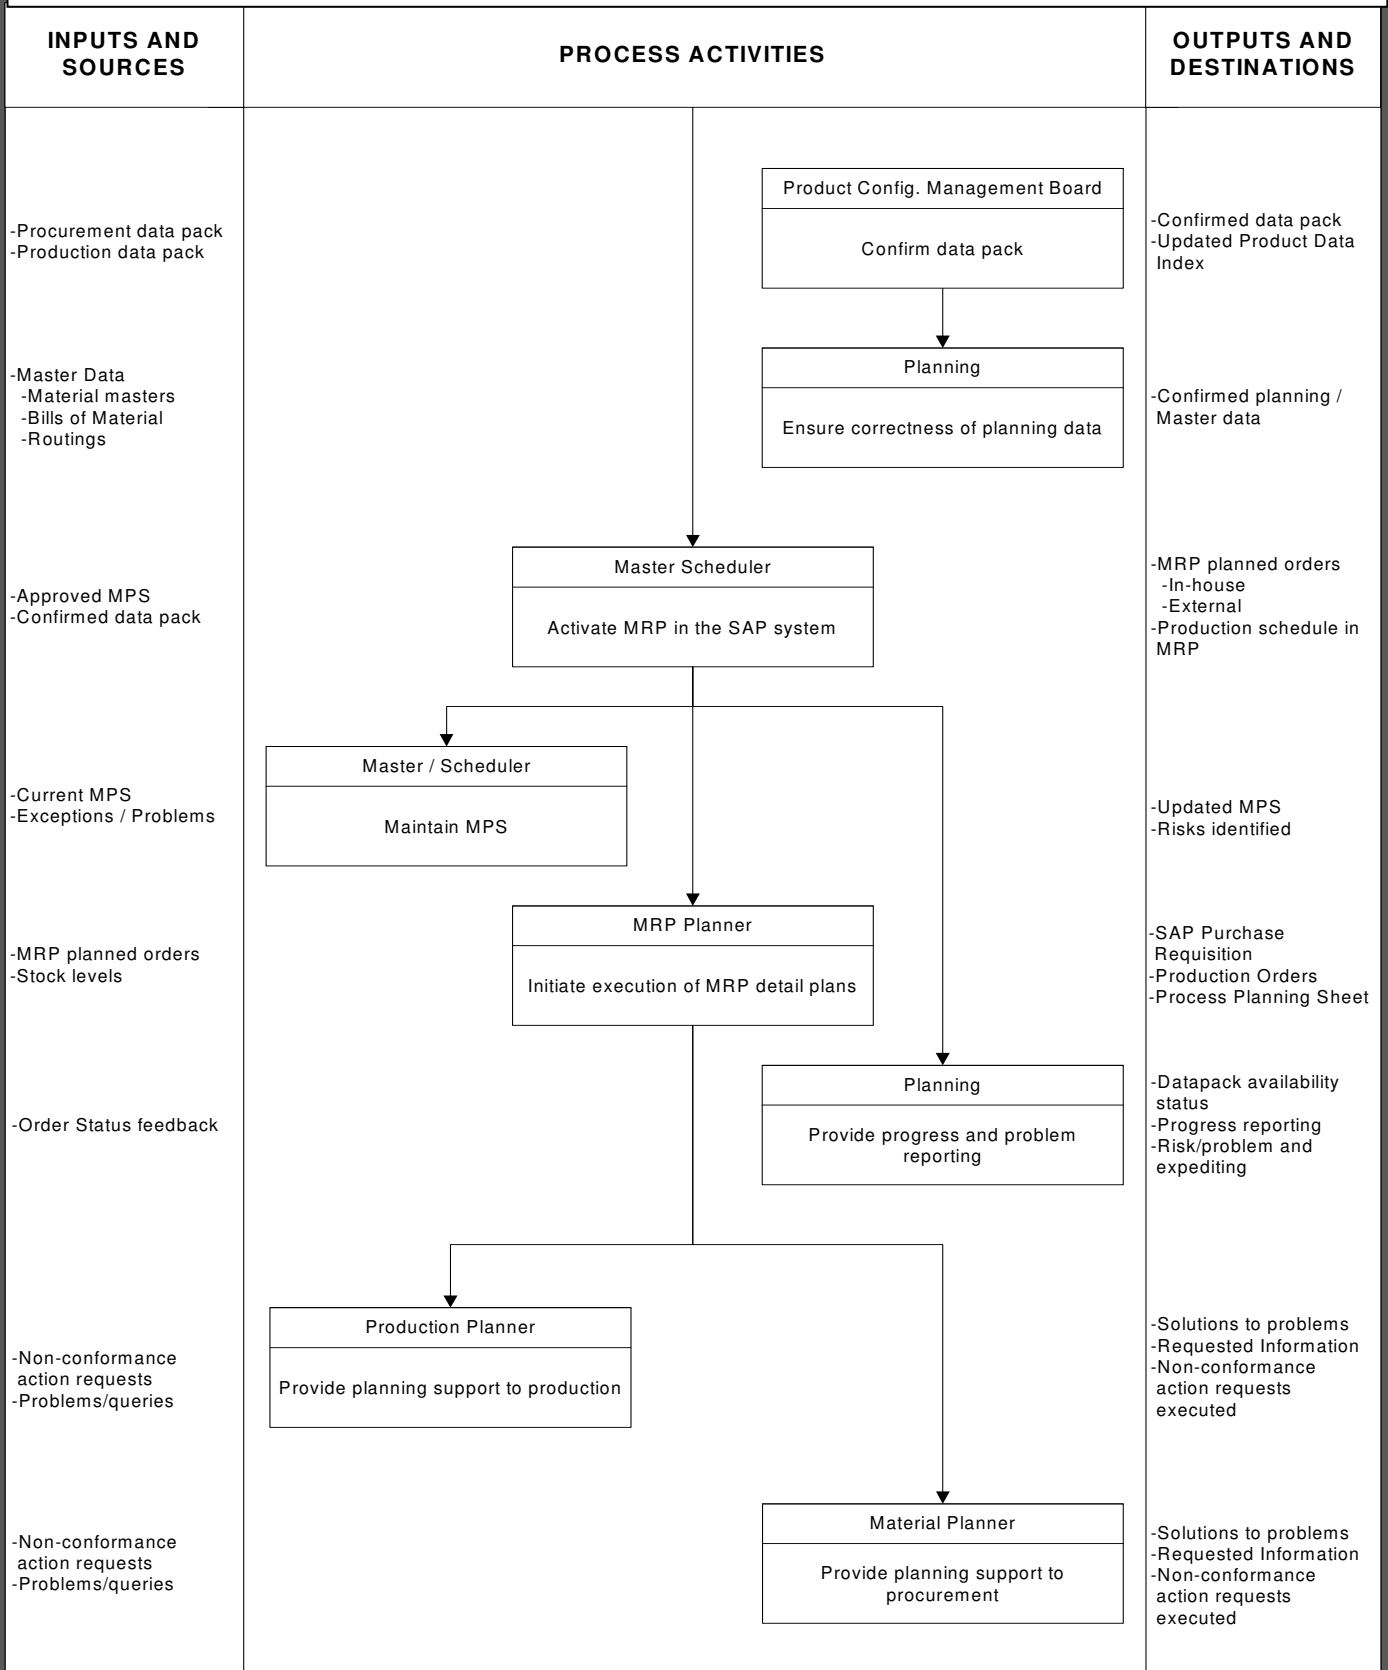 INPUTS AND
SOURCES
PROCESS ACTIVITIES
OUTPUTS AND
DESTINATIONS
-Procurement data pack
-Production data pack
Product Config. Management Board
Confirm data pack
-Confirmed data pack
-Updated Product Data
Index
-Master Data
-Material masters
-Bills of Material
-Routings
Planning
Ensure correctness of planning data
-Confirmed planning /
Master data
-Approved MPS
-Confirmed data pack
Master Scheduler
Activate MRP in the SAP system
-MRP planned orders
-In-house
-External
-Production schedule in
MRP
-Current MPS
-Exceptions / Problems
Master / Scheduler
Maintain MPS
-Updated MPS
-Risks identified
-MRP planned orders
-Stock levels
MRP Planner
Initiate execution of MRP detail plans
-SAP Purchase
Requisition
-Production Orders
-Process Planning Sheet
-Order Status feedback
Planning
Provide progress and problem
reporting
-Datapack availability
status
-Progress reporting
-Risk/problem and
expediting
-Non-conformance
action requests
-Problems/queries
Production Planner
Provide planning support to production
-Solutions to problems
-Requested Information
-Non-conformance
action requests
executed
-Non-conformance
action requests
-Problems/queries
Material Planner
Provide planning support to
procurement
-Solutions to problems
-Requested Information
-Non-conformance
action requests
executed